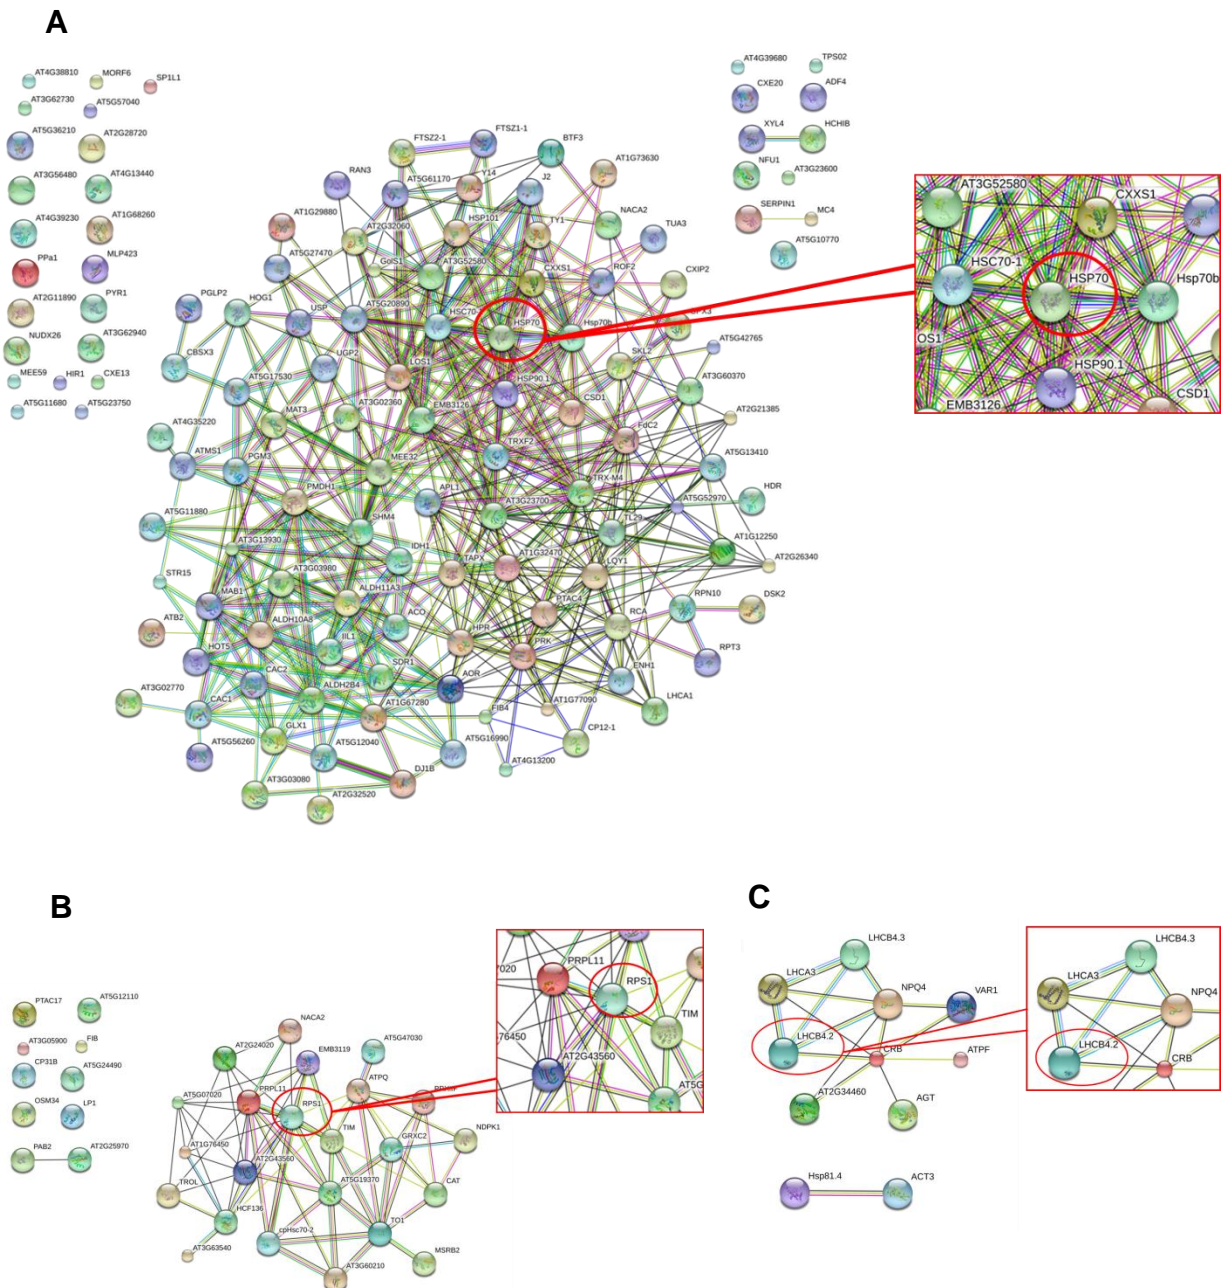 A
AT4G38810
MORF6
SP1L1
AT3G62730
AT5G57040
AT5G36210
AT2G28720
AT3G56480
AT4G13440
AT4G39230
AT1G68260
PPa1
MLP423
AT2G11890
PYR1
NUDX26
AT3G62940
MEE59
HIR1
CXE13
AT5G11680
AT5G23750
AT4G39680
TPS02
CXE20
ADF4
XYL4
HCHIB
NFU1
AT3G23600
SERPIN1
MC4
AT5G10770
FTSZ2-1
FTSZ1-1
BTF3
RAN3
AT5G61170
Y14
J2
AT1G73630
AT1G29880
AT2G32060
HSP101
TY1
NACA2
TUA3
AT5G27470
GolS1
AT3G52580
CXXS1
ROF2
CXIP2
PGLP2
HOG1
USP
AT5G20890
HSC70-
HSP70
Hsp70b
PX3
CBSX3
UGP2
LOS1
SKL2
AT5G42765
AT5G17530
HSP90.1
AT3G60370
MAT3
AT3G02360
EMB3126
CSD1
AT2G21385
AT4G35220
FdC2
ATMS1
PGM3
MEE32
TRXF2
AT5G13410
PMDH1
APL1
AT3G23700
TRX-M4
AT5G52970
HDR
AT5G11880
SHM4
TL29
AT1G12250
AT3G13930
IDH1
TAPX
AT1G32470
LQY1
AT2G26340
STR15
AT3G03980
ALDH11A3
MAB1
ACO
PTAC4
RCA
RPN10
DSK2
ATB2
ALDH10A8
IIL1
HPR
PRK
RPT3
HOT5
CAC2
SDR1
AOR
ENH1
AT3G02770
CAC1
ALDH2B4
AT1G67280
FIB4
AT1G77090
LHCA1
AT5G56260
GLX1
AT5G12040
AT5G16990
CP12-1
AT3G03080
DJ1B
AT4G13200
AT2G32520
AT3G52580
CXXS1
HSC70-1
HSP70
Hsp70b
OS1
HSP90.1
EMB3126
CSD1
B
PTAC17
AT5G12110
AT3G05900
FIB
CP31B
AT5G24490
OSM34
LP1
PAB2
AT2G25970
NACA2
AT2G24020
EMB3119
AT5G47030
PRPL11
RPS1
ATPQ
AT5G07020
TIM
GRXC2
NDPK1
AT1G76450
AT2G43560
TROL
AT5G19370
CAT
HCF136
cpHsc70-2
TO1
AT3G63540
MSRB2
AT3G60210
7020
PRPL11
RPS1
TIM
76450
AT2G43560
AT5G
C
LHCB4.3
LHCA3
NPQ4
VAR1
LHCB4.2
CRB
ATPF
AT2G34460
AGT
Hsp81.4
ACT3
LHCB4.3
LHCA3
NPQ4
LHCB4.2
CRB